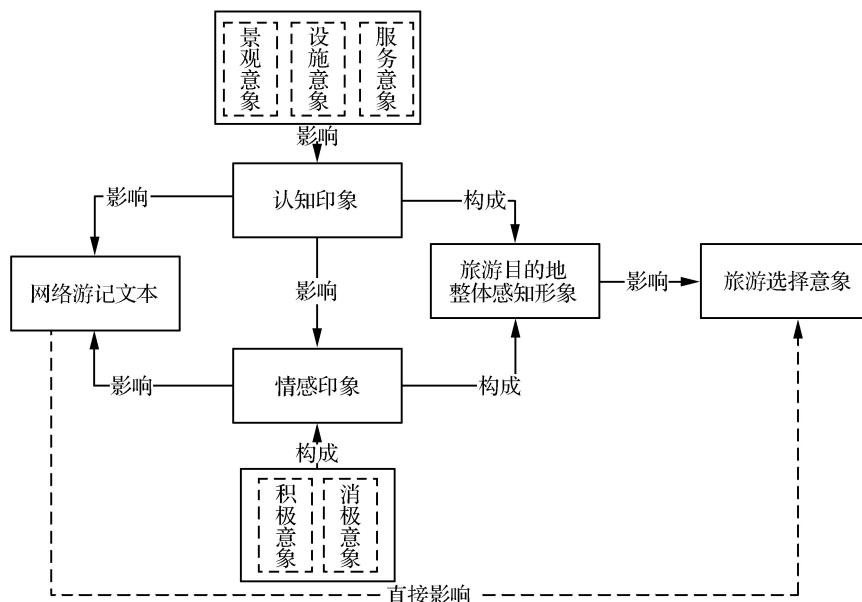 景观意象
设施意象
服务意象
影响
认知印象
影响
构成
网络游记文本
影响
旅游目的地
整体感知形象
影响
旅游选择意象
情感印象
影响
构成
构成
积极意象
消极意象
直接影响